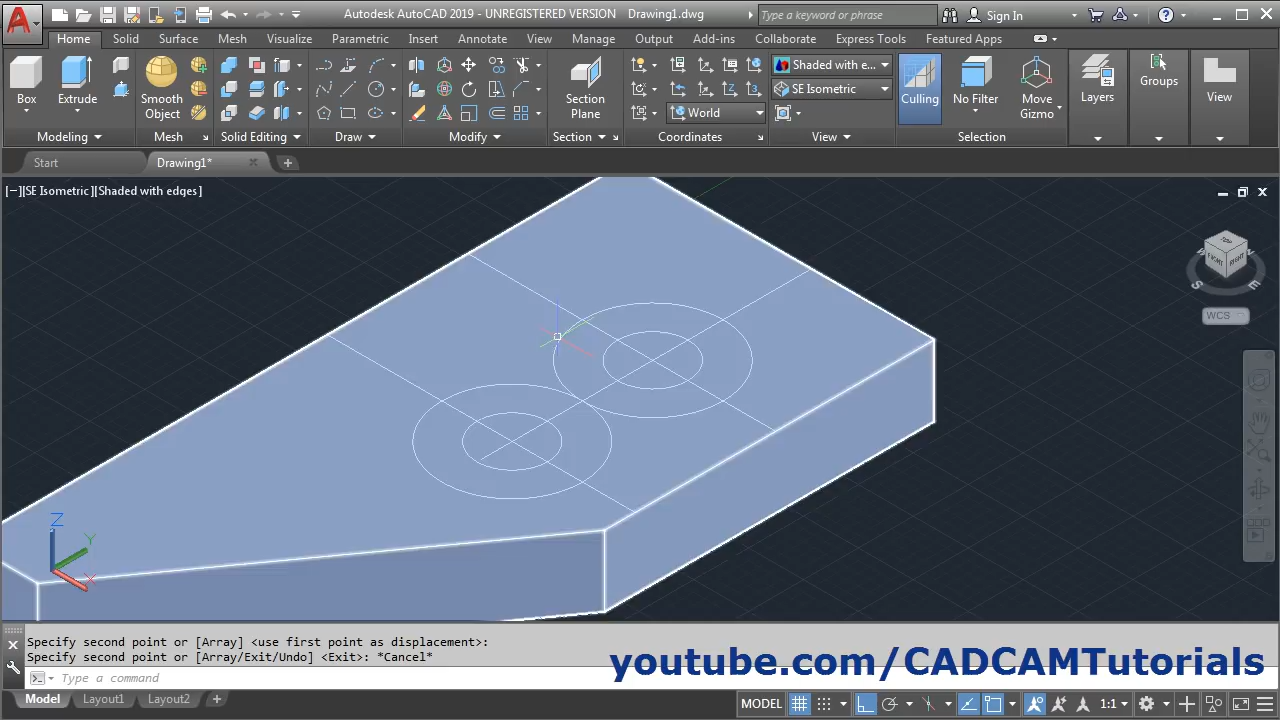 Autodesk AutoCAD 2019 - UNREGISTERED VERSION Drawing1.dwg
Type a keyword or phrase
Sign In
Home Solid Surface Mesh Visualize Parametric Insert Annotate View Manage Output Add-ins Collaborate Express Tools Featured Apps
Box
Extrude
Smooth
Object
Section
Plane
World
Shaded with e...
SE Isometric
Culling
No Filter
Move
Gizmo
Layers
Groups
View
Modeling
Mesh
Solid Editing
Draw
Modify
Section
Coordinates
View
Selection
Start
Drawing1*
[−][SE Isometric][Shaded with edges]
TOP
FRONT
RIGHT
S
E
WCS
Z
Y
X
Specify second point or [Array] <use first point as displacement>:
Specify second point or [Array/Exit/Undo] <Exit>: *Cancel*
Type a command
youtube.com/CADCAMTutorials
Model Layout1 Layout2
MODEL
1:1